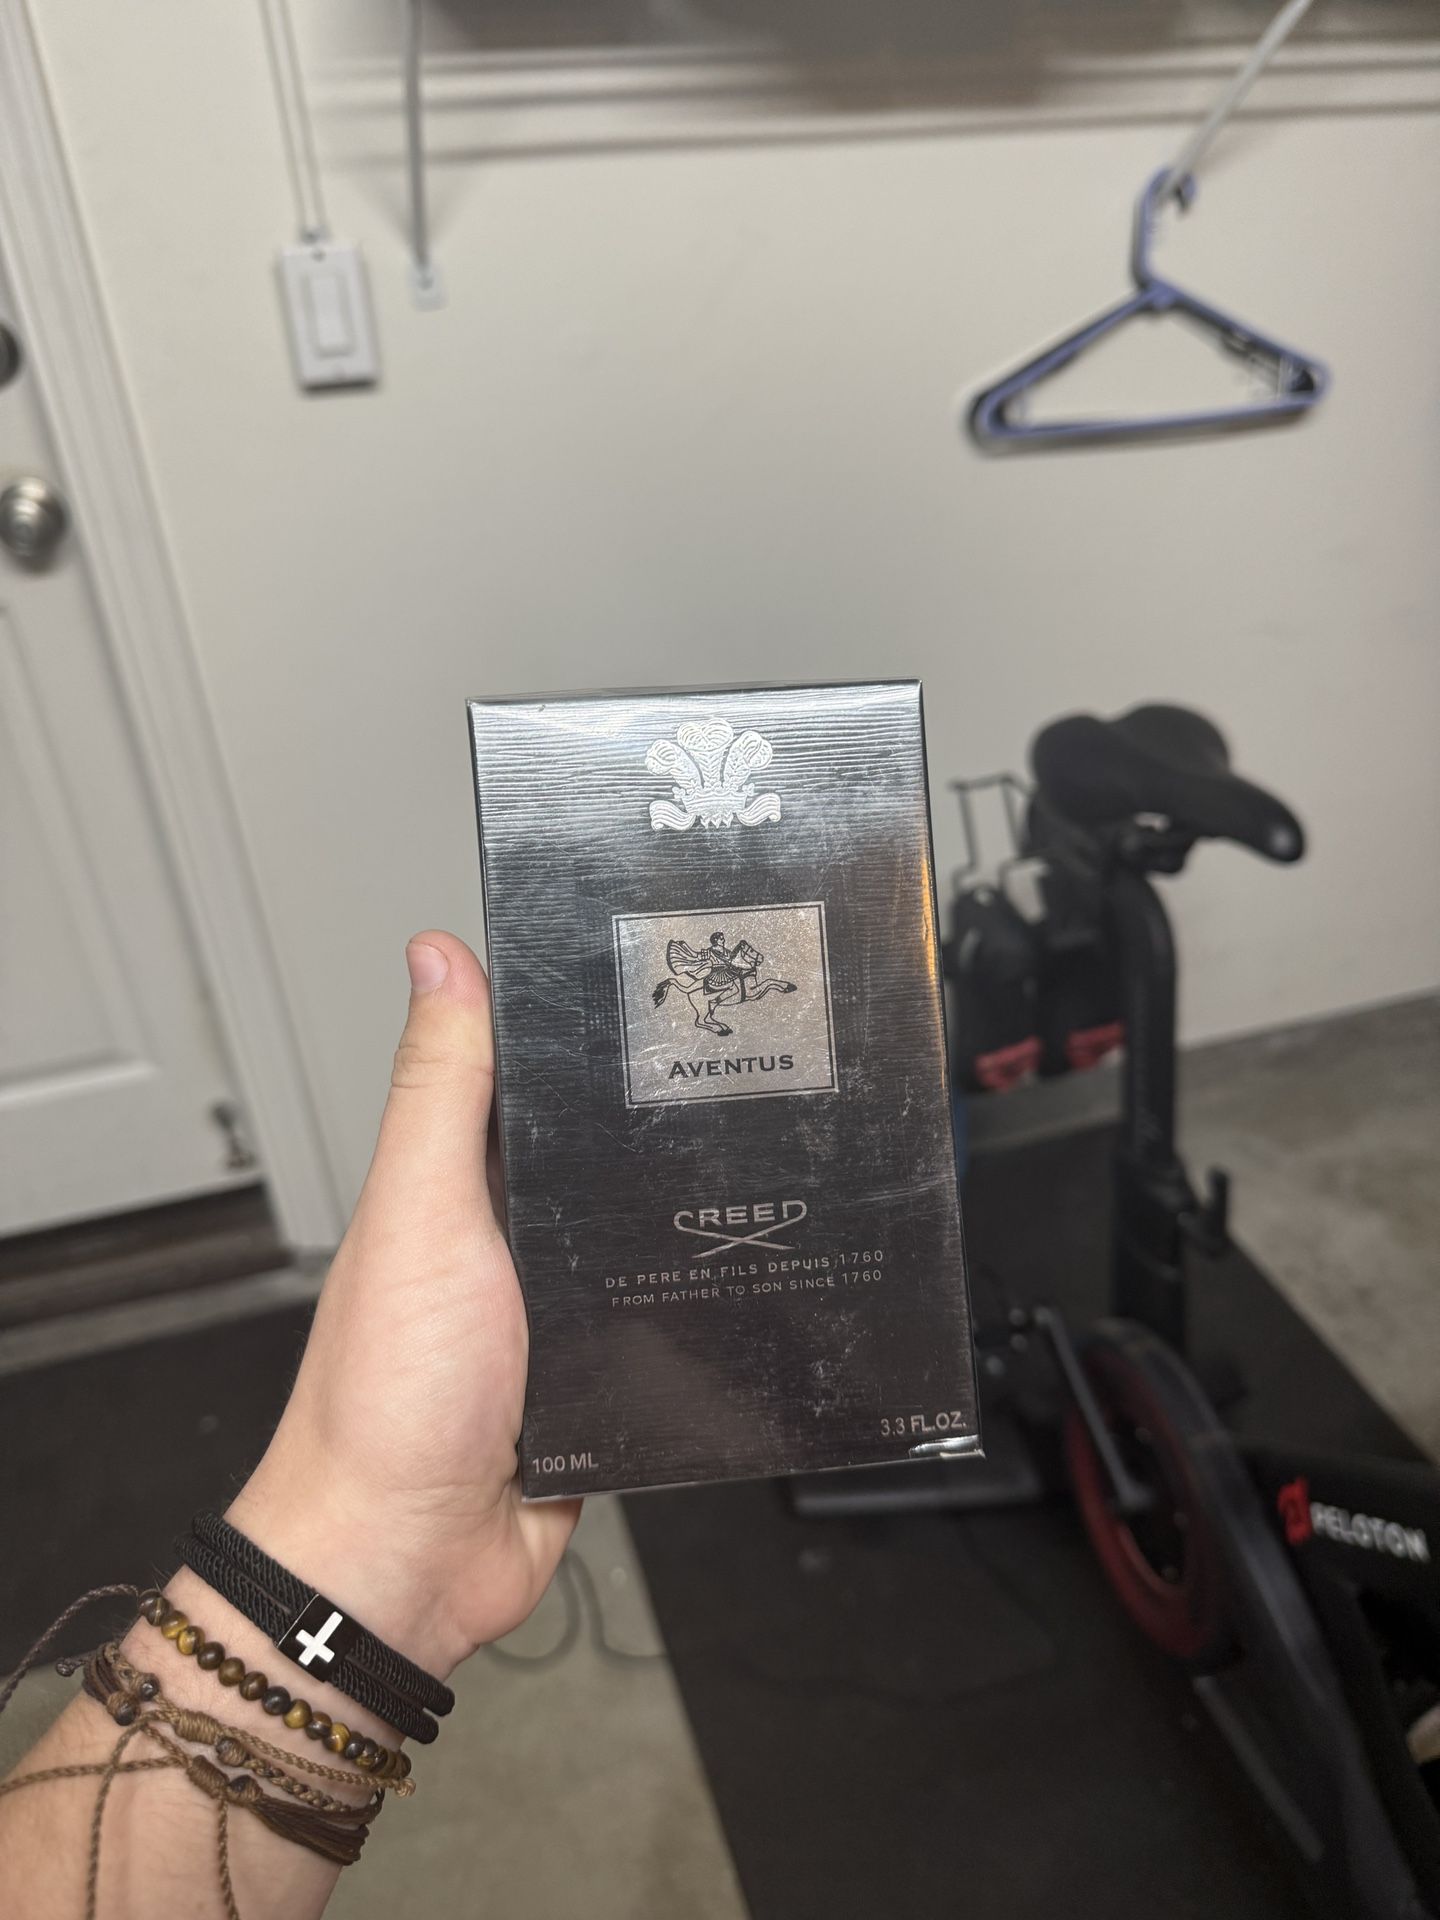 AVENTUS
CREED
DE PERE EN FILS DEPUIS 1760
FROM FATHER TO SON SINCE 1760
3.3 FL.OZ.
100 ML
PELOTON